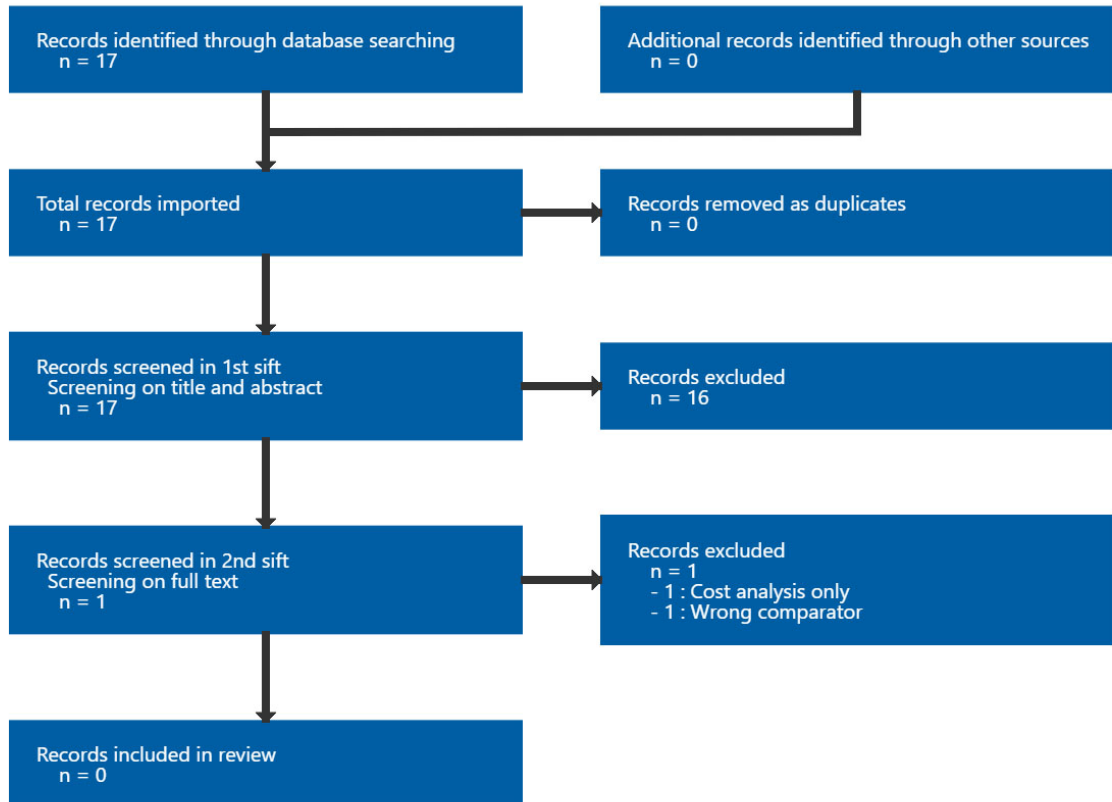 Records identified through database searching
n = 17
Additional records identified through other sources
n = 0
Total records imported
n = 17
Records removed as duplicates
n = 0
Records screened in 1st sift
Screening on title and abstract
n = 17
Records excluded
n = 16
Records screened in 2nd sift
Screening on full text
n = 1
Records excluded
n = 1
- 1 : Cost analysis only
- 1 : Wrong comparator
Records included in review
n = 0